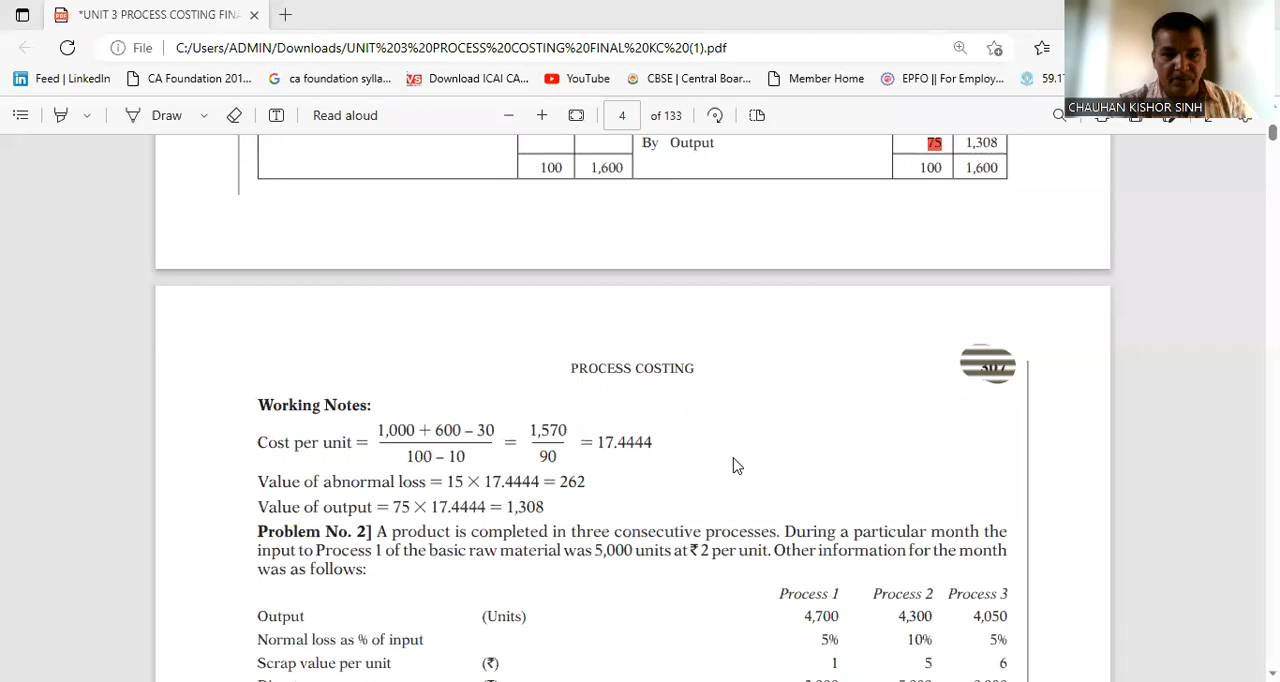 *UNIT 3 PROCESS COSTING FINA
File C:/Users/ADMIN/Downloads/UNIT%203%20PROCESS%20COSTING%20FINAL%20KC%20(1).pdf
Feed | LinkedIn CA Foundation 201... ca foundation sylla... Download ICAI CA... YouTube CBSE | Central Boar... Member Home EPFO || For Employ... 59.1
CHAUHAN KISHOR SINH
Draw Read aloud 4 of 133
By Output 75 1,308
100 1,600 100 1,600
PROCESS COSTING
Working Notes:
Cost per unit = 1,000 + 600 – 30 / 100 – 10 = 1,570 / 90 = 17.4444
Value of abnormal loss = 15 × 17.4444 = 262
Value of output = 75 × 17.4444 = 1,308
Problem No. 2] A product is completed in three consecutive processes. During a particular month the
input to Process 1 of the basic raw material was 5,000 units at ₹ 2 per unit. Other information for the month
was as follows:
Process 1 Process 2 Process 3
Output (Units) 4,700 4,300 4,050
Normal loss as % of input 5% 10% 5%
Scrap value per unit (₹) 1 5 6